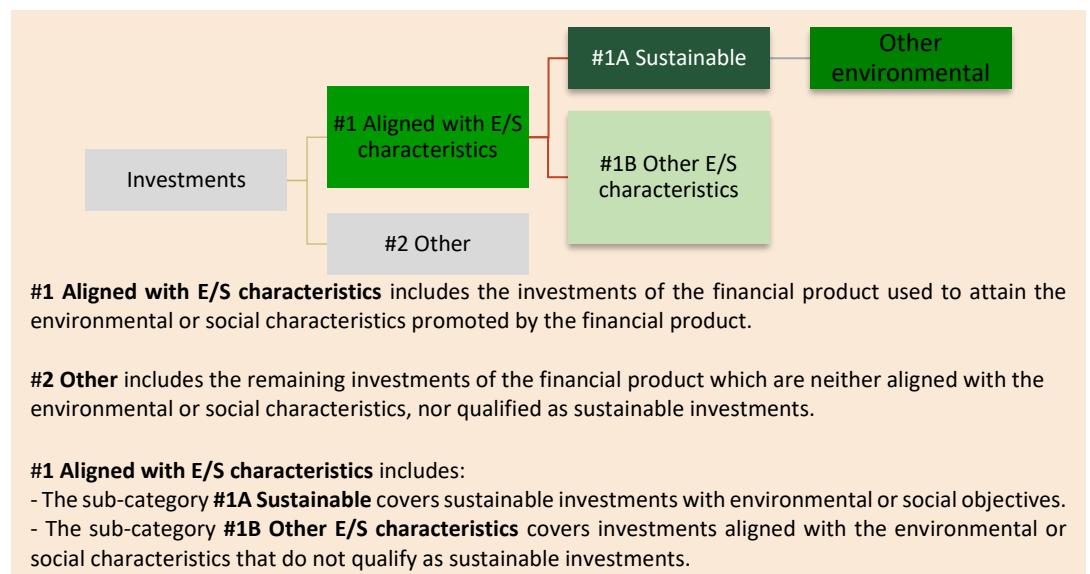 #1A Sustainable
Other
environmental
#1 Aligned with E/S
characteristics
#1B Other E/S
characteristics
Investments
#2 Other
#1 Aligned with E/S characteristics includes the investments of the financial product used to attain the
environmental or social characteristics promoted by the financial product.
#2 Other includes the remaining investments of the financial product which are neither aligned with the
environmental or social characteristics, nor qualified as sustainable investments.
#1 Aligned with E/S characteristics includes:
- The sub-category #1A Sustainable covers sustainable investments with environmental or social objectives.
- The sub-category #1B Other E/S characteristics covers investments aligned with the environmental or
social characteristics that do not qualify as sustainable investments.